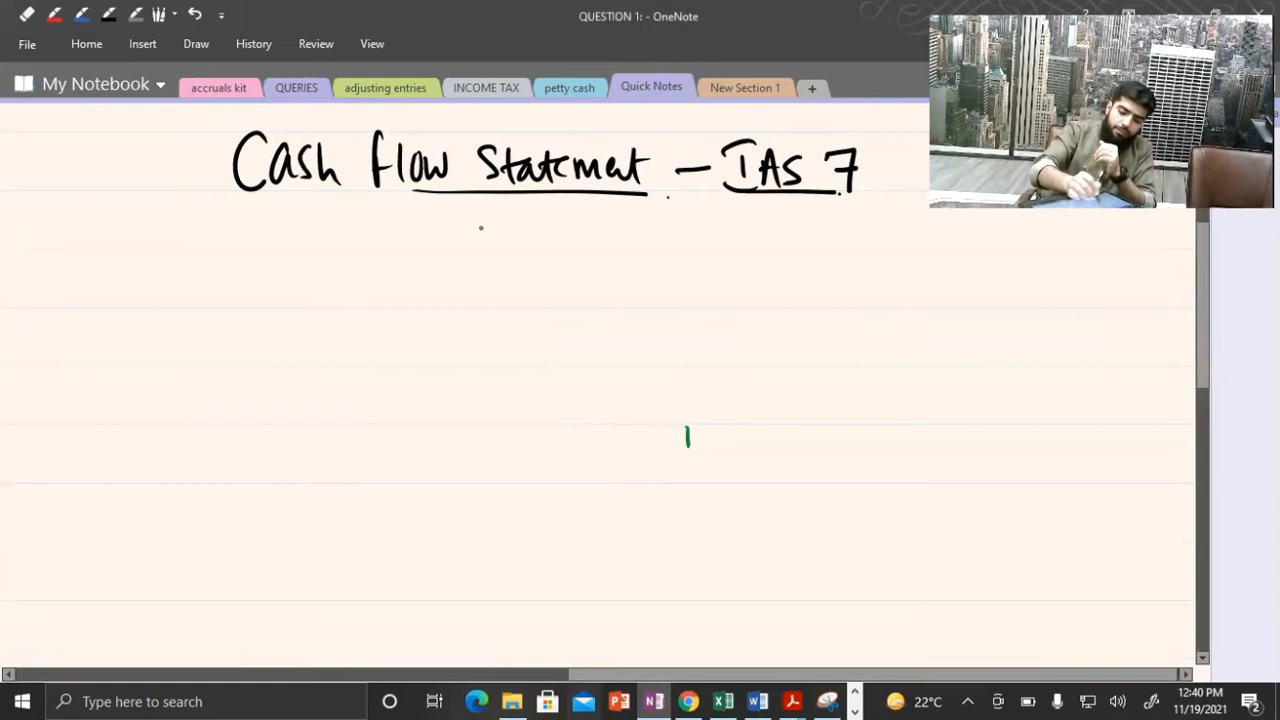 QUESTION 1: - OneNote
File Home Insert Draw History Review View
My Notebook accruals kit QUERIES adjusting entries INCOME TAX petty cash Quick Notes New Section 1 +
Cash flow Statement - IAS 7
Type here to search 22°C 12:40 PM
11/19/2021 2